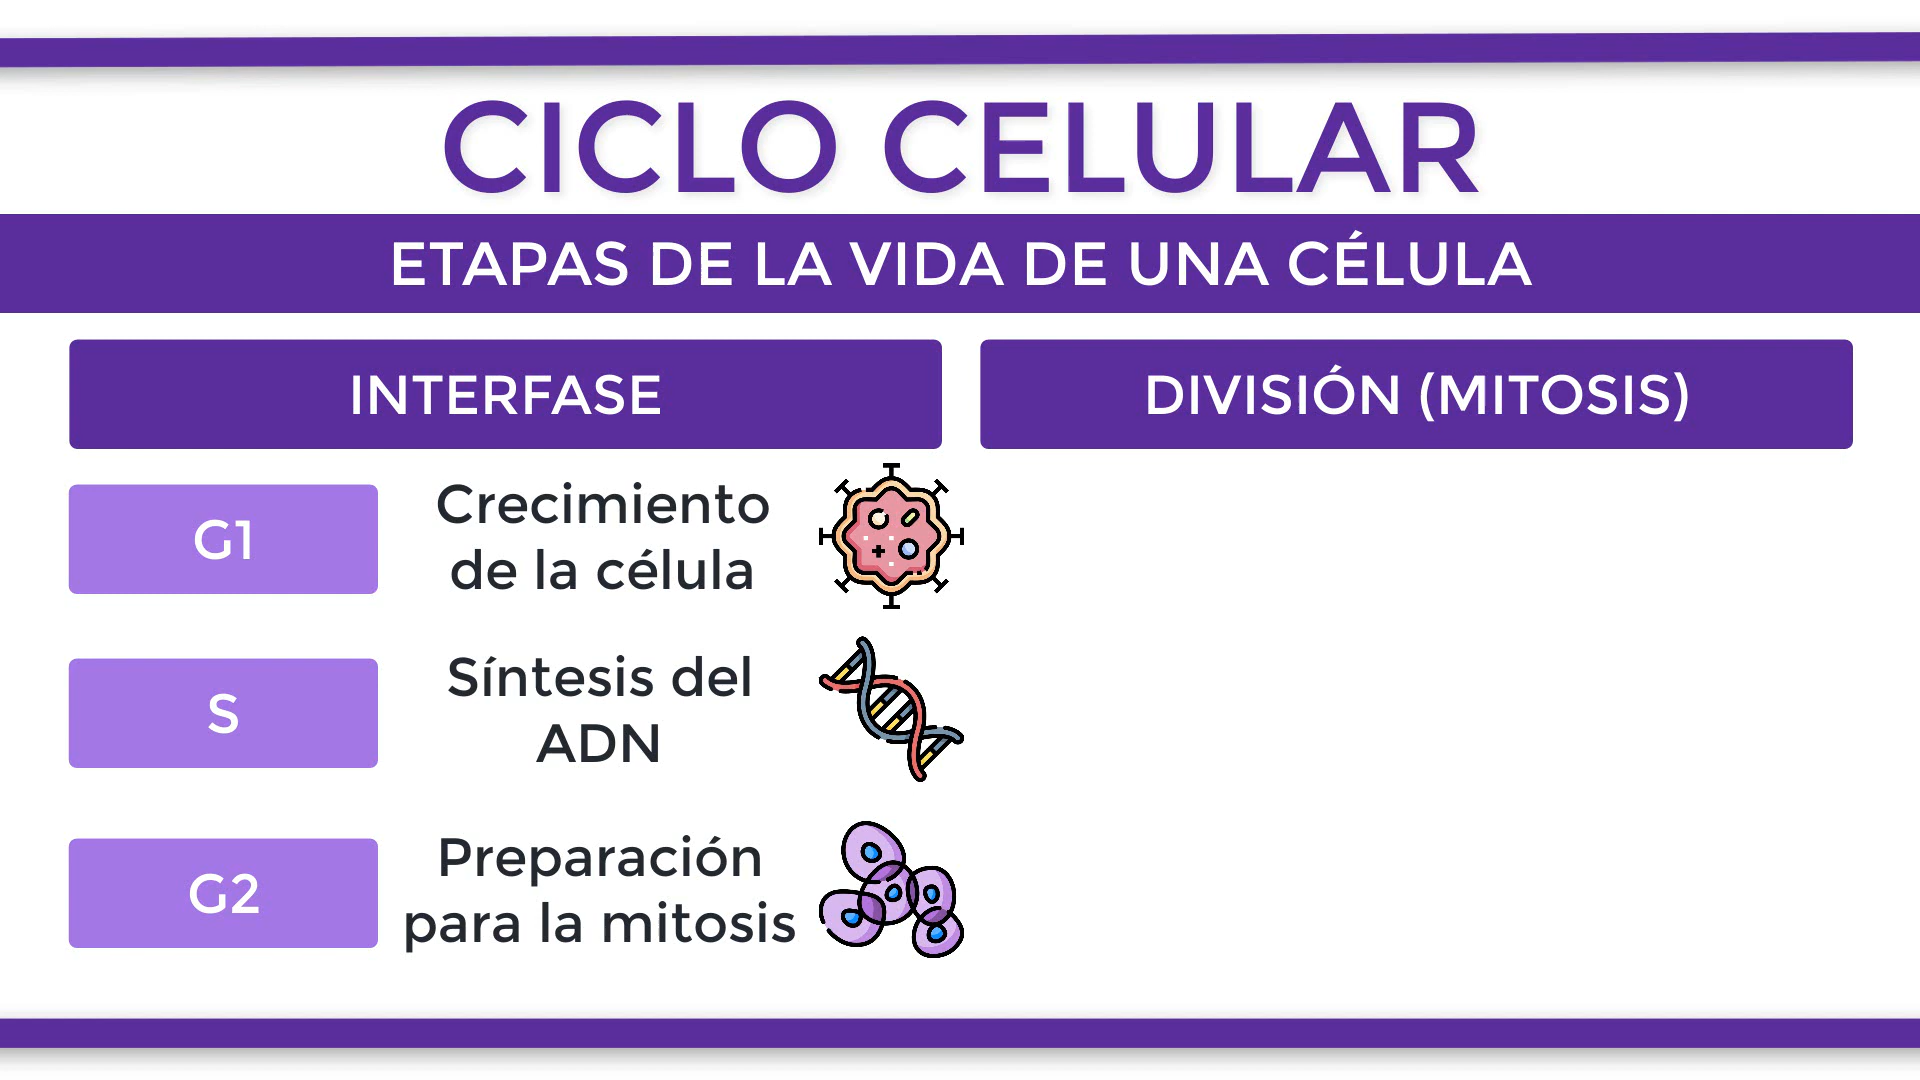 CICLO CELULAR
ETAPAS DE LA VIDA DE UNA CÉLULA
INTERFASE
DIVISIÓN (MITOSIS)
G1
Crecimiento
de la célula
S
Síntesis del
ADN
G2
Preparación
para la mitosis